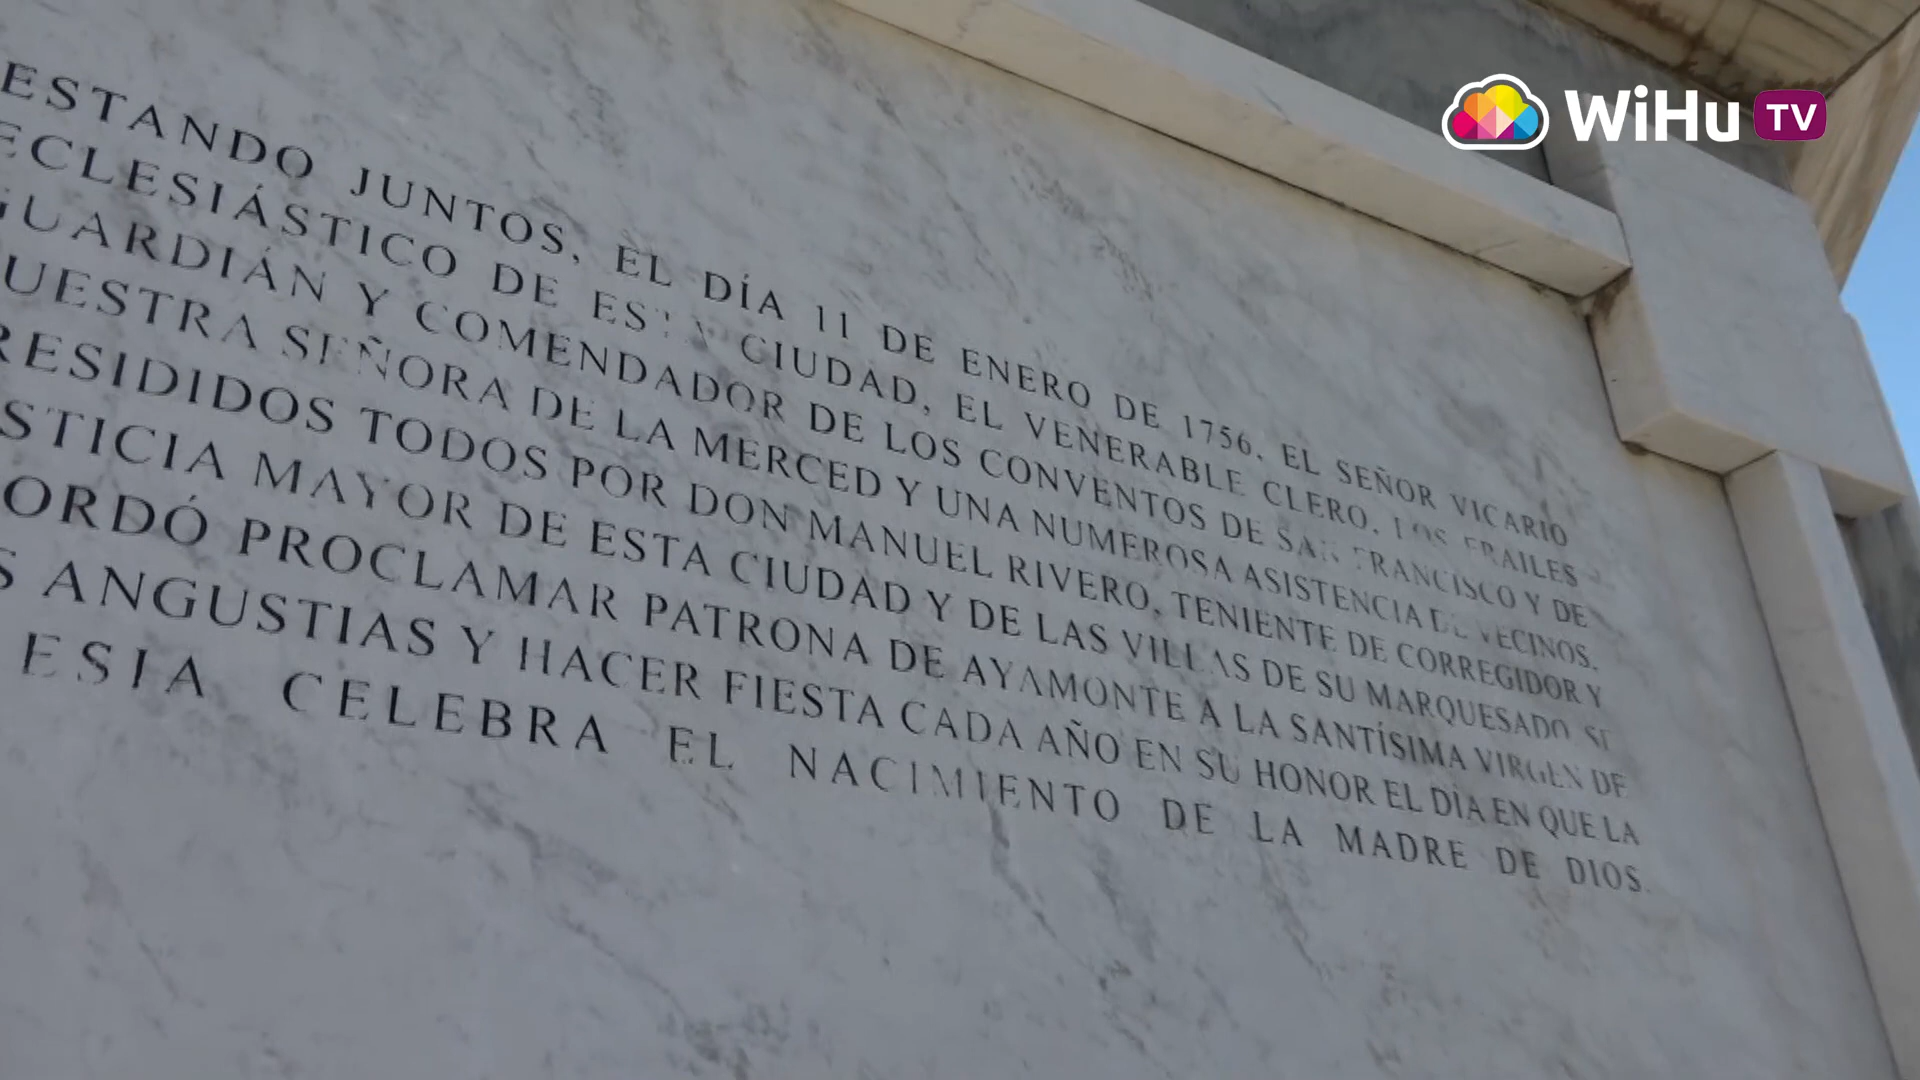 ESTANDO JUNTOS, EL DÍA 11 DE ENERO DE 1756, EL SEÑOR VICARIO
ECLESIÁSTICO DE ESTA CIUDAD, EL VENERABLE CLERO, LOS FRAILES
GUARDIÁN Y COMENDADOR DE LOS CONVENTOS DE SAN FRANCISCO Y DE
UESTRA SEÑORA DE LA MERCED Y UNA NUMEROSA ASISTENCIA DE VECINOS,
RESIDIDOS TODOS POR DON MANUEL RIVERO, TENIENTE DE CORREGIDOR Y
STICIA MAYOR DE ESTA CIUDAD Y DE LAS VILLAS DE SU MARQUESADO SE
ORDÓ PROCLAMAR PATRONA DE AYAMONTE A LA SANTÍSIMA VIRGEN DE
S ANGUSTIAS Y HACER FIESTA CADA AÑO EN SU HONOR EL DÍA EN QUE LA
ESIA CELEBRA EL NACIMIENTO DE LA MADRE DE DIOS.
WiHu TV